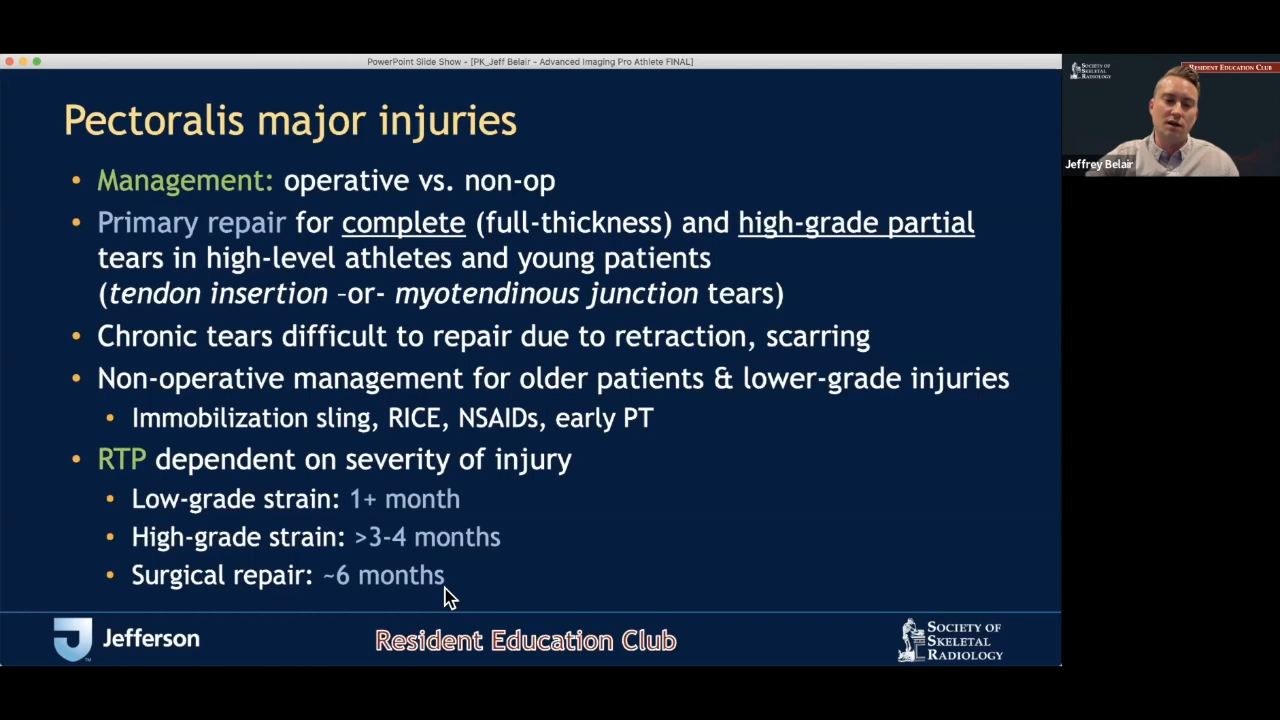 PowerPoint Slide Show - [PK_Jeff Belair - Advanced Imaging Pro Athlete FINAL]
SOCIETY OF
SKELETAL
RADIOLOGY
RESIDENT EDUCATION CLUB
Jeffrey Belair
Pectoralis major injuries
• Management: operative vs. non-op
• Primary repair for complete (full-thickness) and high-grade partial
tears in high-level athletes and young patients
(tendon insertion –or- myotendinous junction tears)
• Chronic tears difficult to repair due to retraction, scarring
• Non-operative management for older patients & lower-grade injuries
• Immobilization sling, RICE, NSAIDs, early PT
• RTP dependent on severity of injury
• Low-grade strain: 1+ month
• High-grade strain: >3-4 months
• Surgical repair: ~6 months
Jefferson
Resident Education Club
SOCIETY OF
SKELETAL
RADIOLOGY